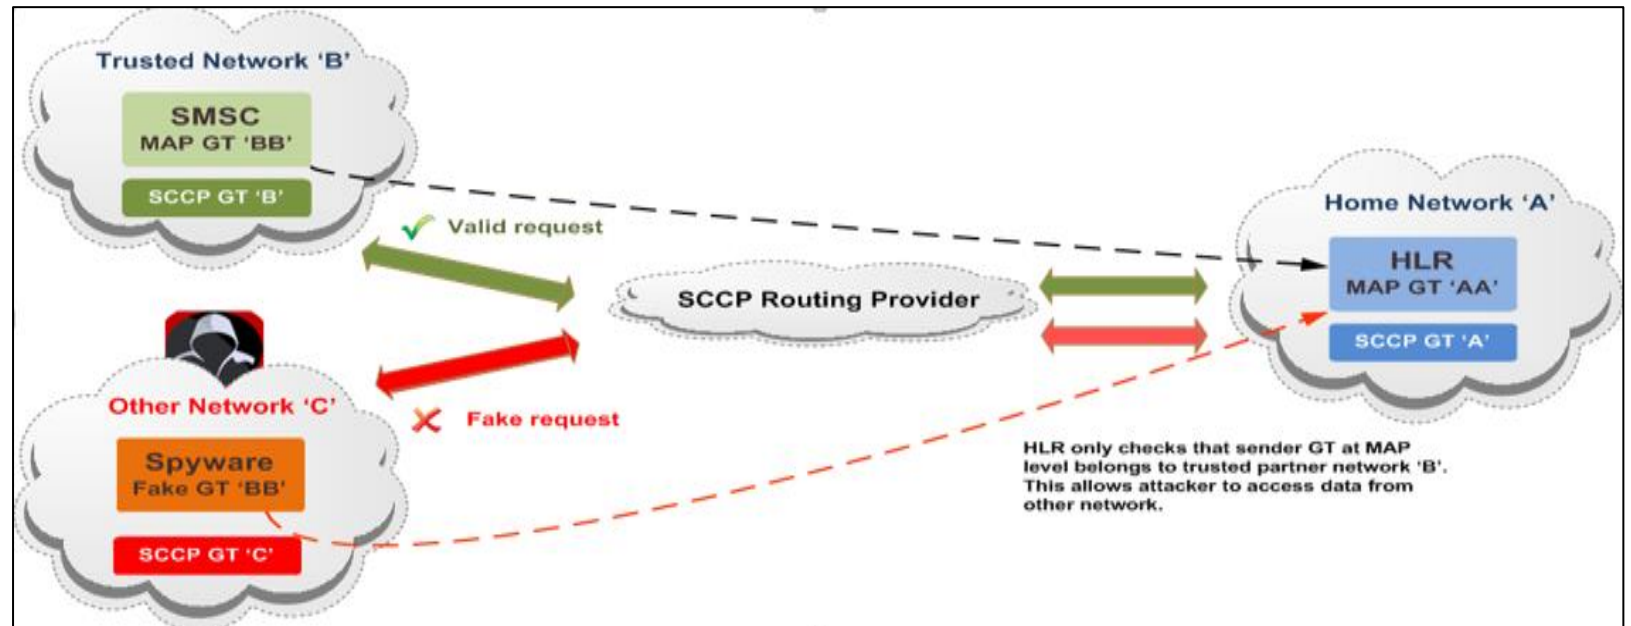 Trusted Network ‘B’
SMSC
MAP GT ‘BB’
SCCP GT ‘B’
Valid request
SCCP Routing Provider
Home Network ‘A’
HLR
MAP GT ‘AA’
SCCP GT ‘A’
Other Network ‘C’
Fake request
Spyware
Fake GT ‘BB’
SCCP GT ‘C’
HLR only checks that sender GT at MAP
level belongs to trusted partner network ‘B’.
This allows attacker to access data from
other network.